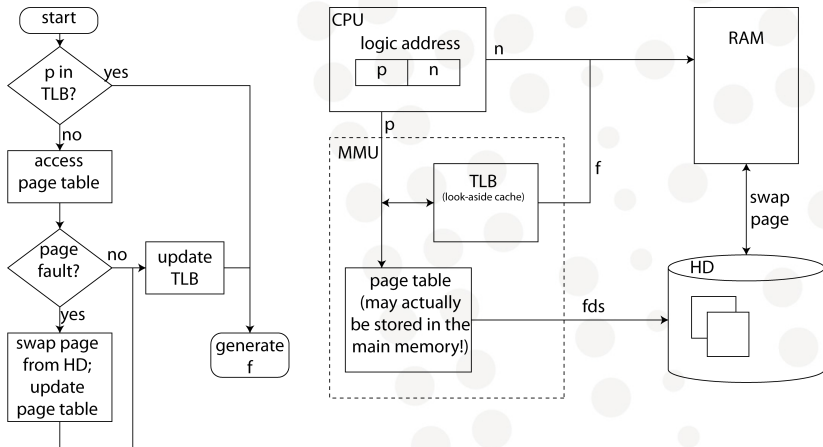 start
p in
TLB?
yes
no
access
page table
page
fault?
no
update
TLB
yes
swap page
from HD;
update
page table
generate
f
CPU
logic address
p
n
n
p
MMU
TLB
(look-aside cache)
f
page table
(may actually
be stored in the
main memory!)
fds
RAM
swap
page
HD